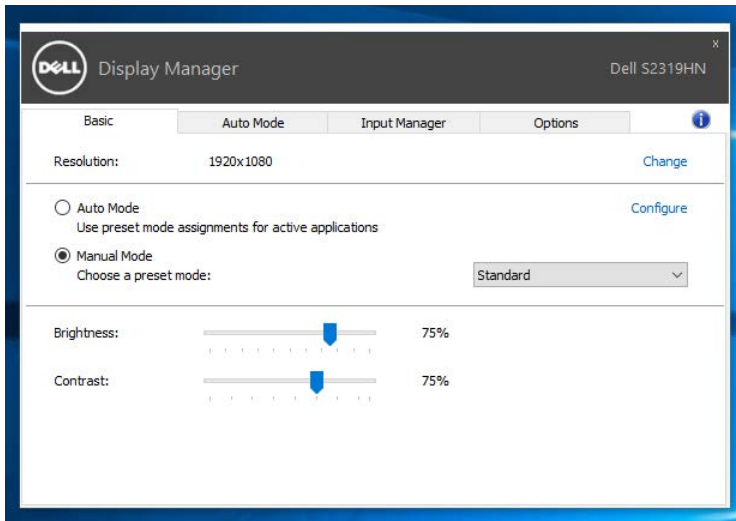 DELL Display Manager
x
Dell S2319HN
Basic Auto Mode Input Manager Options i
Resolution: 1920x1080 Change
Auto Mode Configure
Use preset mode assignments for active applications
Manual Mode
Choose a preset mode: Standard
Brightness: 75%
Contrast: 75%